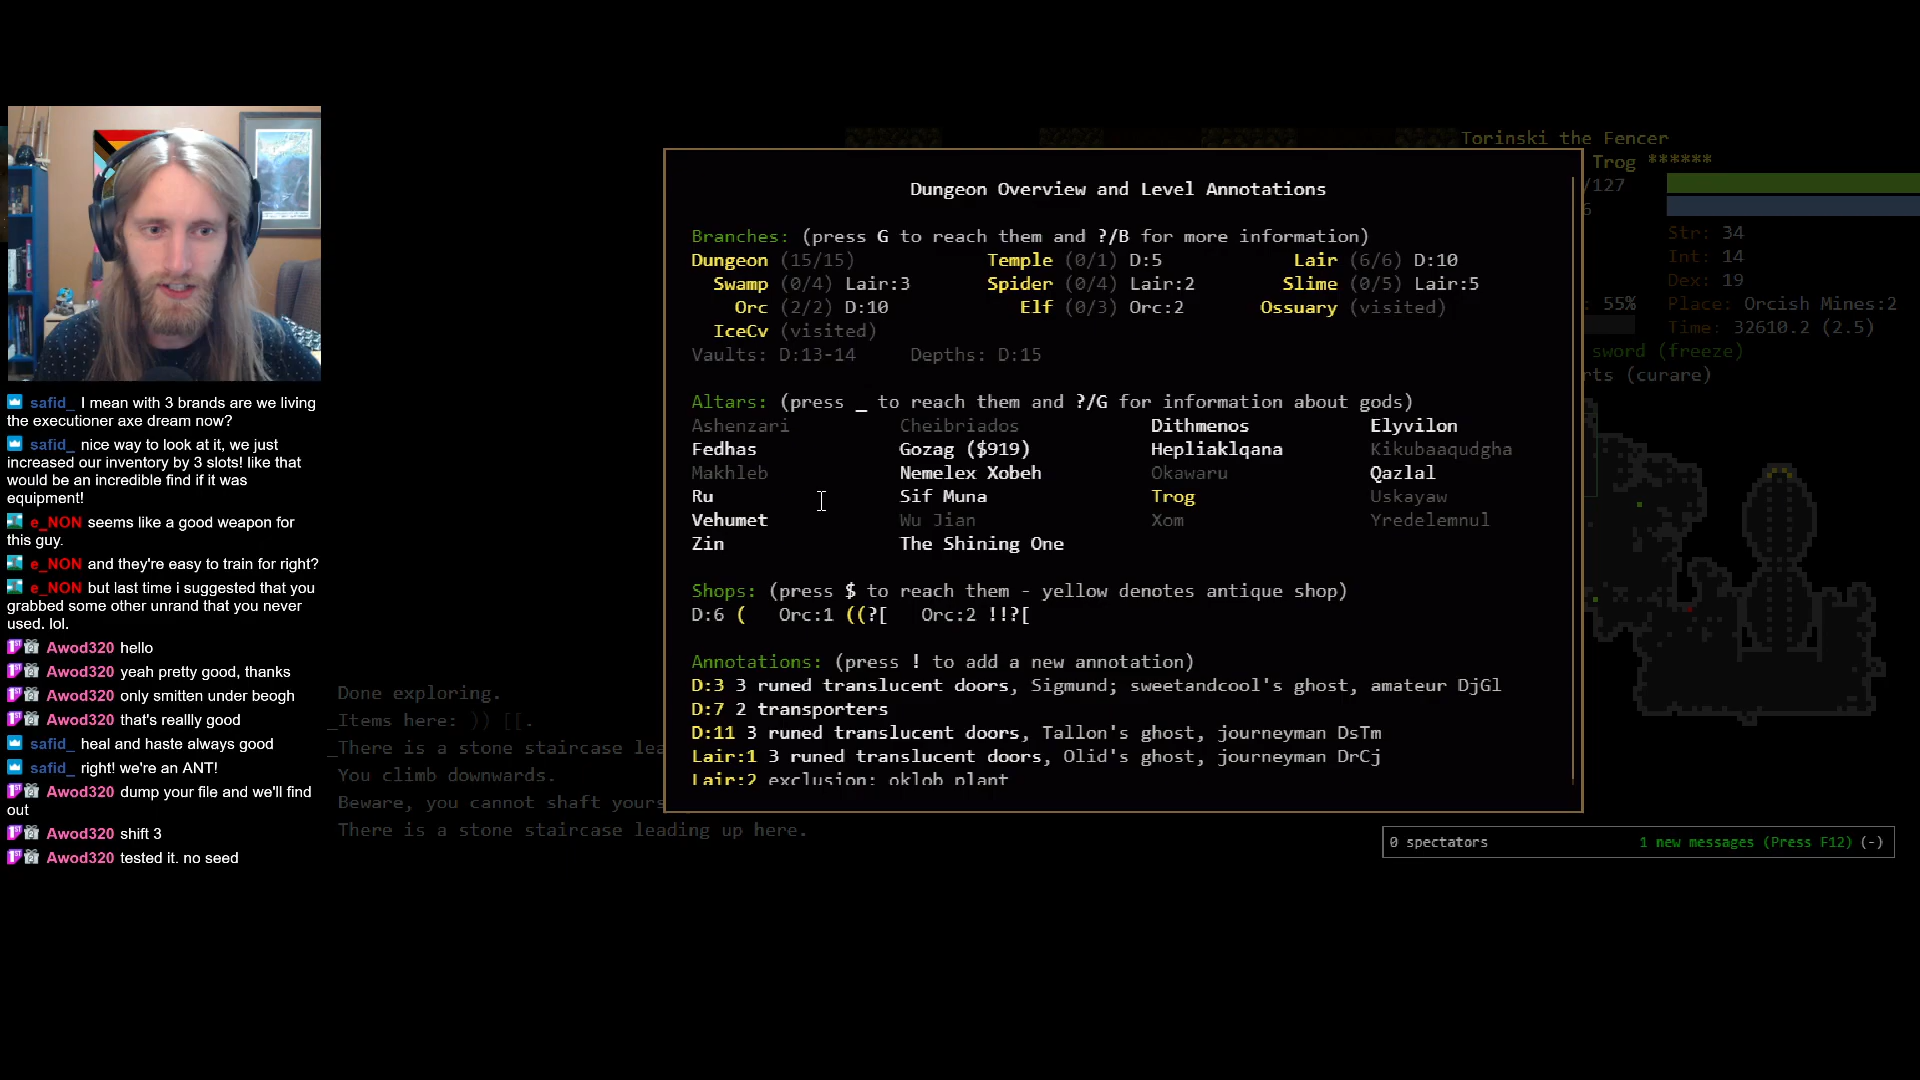 safid_ I mean with 3 brands are we living
the executioner axe dream now?
safid_ nice way to look at it, we just
increased our inventory by 3 slots! like that
would be an incredible find if it was
equipment!
e_NON seems like a good weapon for
this guy.
e_NON and they're easy to train for right?
e_NON but last time i suggested that you
grabbed some other unrand that you never
used. lol.
Awod320 hello
Awod320 yeah pretty good, thanks
Awod320 only smitten under beogh
Awod320 that's reallly good
safid_ heal and haste always good
safid_ right! we're an ANT!
Awod320 dump your file and we'll find
out
Awod320 shift 3
Awod320 tested it. no seed
Done exploring.
_Items here: )) [[.
_There is a stone staircase lea
You climb downwards.
Beware, you cannot shaft yours
There is a stone staircase leading up here.
Dungeon Overview and Level Annotations
Branches: (press G to reach them and ?/B for more information)
Dungeon (15/15) Temple (0/1) D:5 Lair (6/6) D:10
Swamp (0/4) Lair:3 Spider (0/4) Lair:2 Slime (0/5) Lair:5
Orc (2/2) D:10 Elf (0/3) Orc:2 Ossuary (visited)
IceCv (visited)
Vaults: D:13-14 Depths: D:15
Altars: (press _ to reach them and ?/G for information about gods)
Ashenzari Cheibriados Dithmenos Elyvilon
Fedhas Gozag ($919) Hepliaklqana Kikubaaqudgha
Makhleb Nemelex Xobeh Okawaru Qazlal
Ru Sif Muna Trog Uskayaw
Vehumet Wu Jian Xom Yredelemnul
Zin The Shining One
Shops: (press $ to reach them - yellow denotes antique shop)
D:6 ( Orc:1 ((?[ Orc:2 !!?[
Annotations: (press ! to add a new annotation)
D:3 3 runed translucent doors, Sigmund; sweetandcool's ghost, amateur DjGl
D:7 2 transporters
D:11 3 runed translucent doors, Tallon's ghost, journeyman DsTm
Lair:1 3 runed translucent doors, Olid's ghost, journeyman DrCj
Lair:2 exclusion: oklob plant
Torinski the Fencer
Trog ******
/127
6
Str: 34
Int: 14
Dex: 19
: 55% Place: Orcish Mines:2
Time: 32610.2 (2.5)
sword (freeze)
rts (curare)
0 spectators 1 new messages (Press F12) (-)